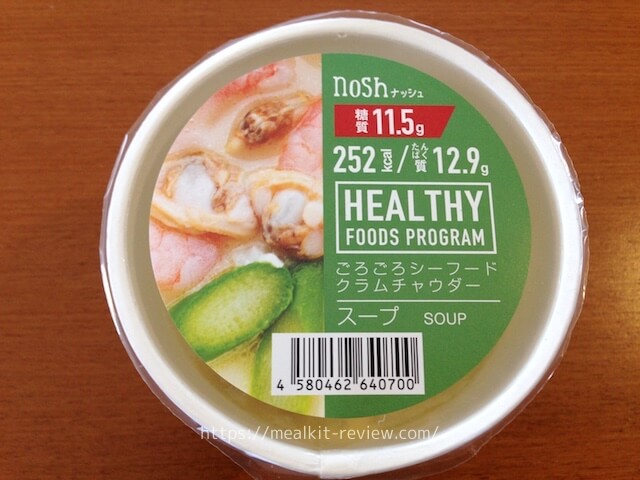 nosh ナッシュ
糖質 11.5g
252kcal/たんぱく質 12.9g
HEALTHY
FOODS PROGRAM
ごろごろシーフード
クラムチャウダー
スープ SOUP
4 580462 640700
https://mealkit-review.com/